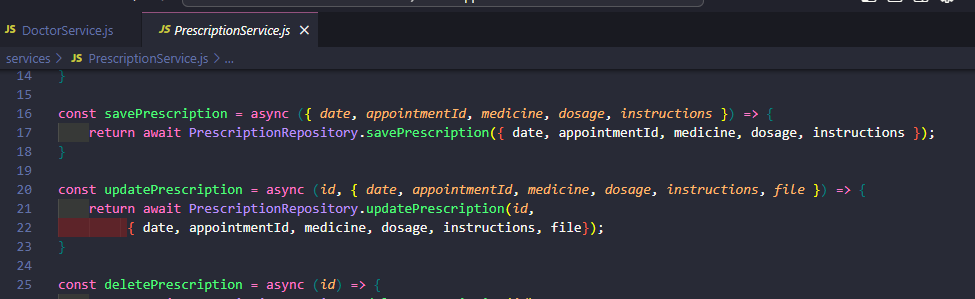 JS DoctorService.js
JS PrescriptionService.js ×
services > JS PrescriptionService.js > ...
14 }
15
16 const savePrescription = async ({ date, appointmentId, medicine, dosage, instructions }) => {
17 return await PrescriptionRepository.savePrescription({ date, appointmentId, medicine, dosage, instructions });
18 }
19
20 const updatePrescription = async (id, { date, appointmentId, medicine, dosage, instructions, file }) => {
21 return await PrescriptionRepository.updatePrescription(id,
22 { date, appointmentId, medicine, dosage, instructions, file});
23 }
24
25 const deletePrescription = async (id) => {